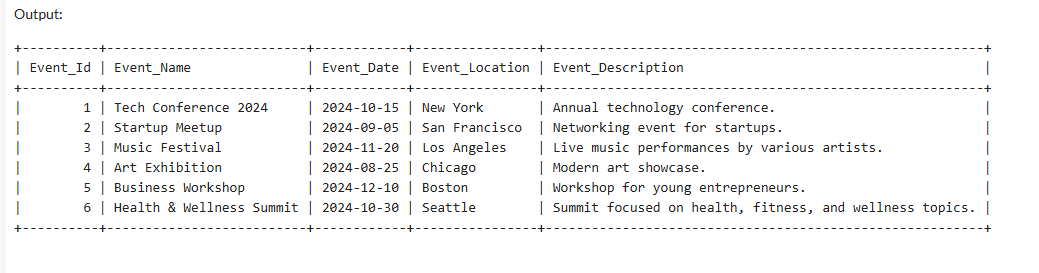 Output:
+----------+--------------------------+------------+----------------+---------------------------------------------------------+
| Event_Id | Event_Name               | Event_Date | Event_Location | Event_Description                                       |
+----------+--------------------------+------------+----------------+---------------------------------------------------------+
|        1 | Tech Conference 2024     | 2024-10-15 | New York       | Annual technology conference.                           |
|        2 | Startup Meetup           | 2024-09-05 | San Francisco  | Networking event for startups.                          |
|        3 | Music Festival           | 2024-11-20 | Los Angeles    | Live music performances by various artists.             |
|        4 | Art Exhibition           | 2024-08-25 | Chicago        | Modern art showcase.                                    |
|        5 | Business Workshop        | 2024-12-10 | Boston         | Workshop for young entrepreneurs.                       |
|        6 | Health & Wellness Summit | 2024-10-30 | Seattle        | Summit focused on health, fitness, and wellness topics. |
+----------+--------------------------+------------+----------------+---------------------------------------------------------+